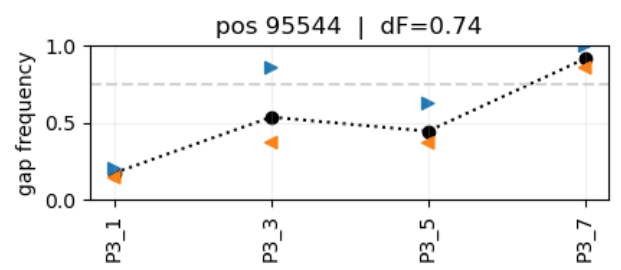 pos 95544 | dF=0.74
gap frequency
1.0
0.5
0.0
P3_1
P3_3
P3_5
P3_7